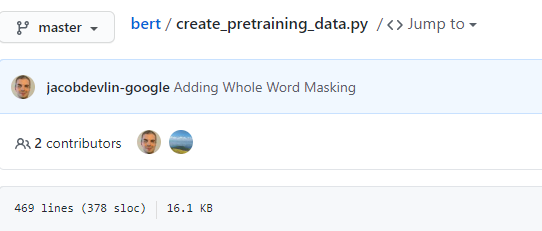 master bert / create_pretraining_data.py / <> Jump to
jacobdevlin-google Adding Whole Word Masking
2 contributors
469 lines (378 sloc) 16.1 KB